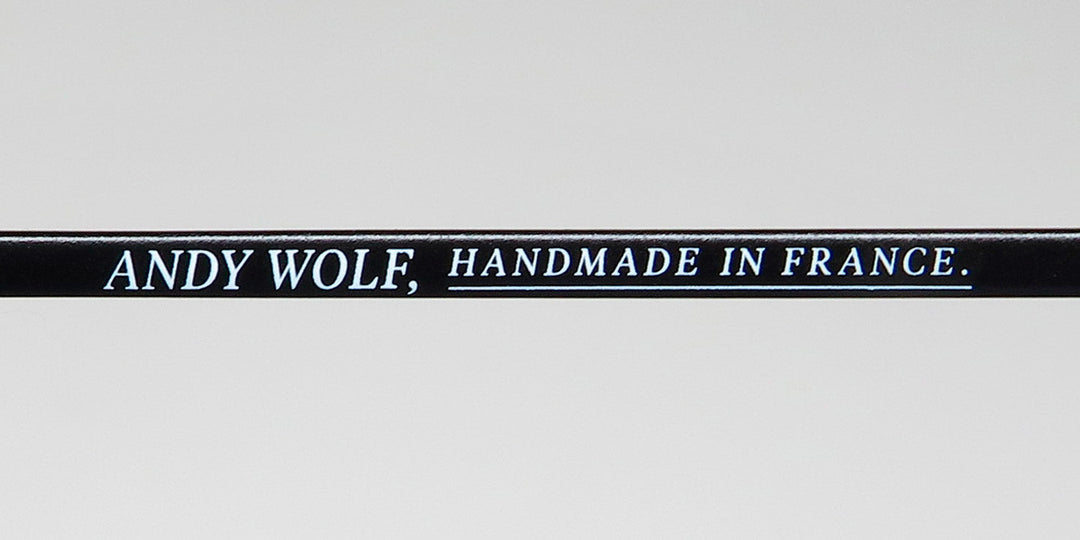 ANDY WOLF, HANDMADE IN FRANCE.